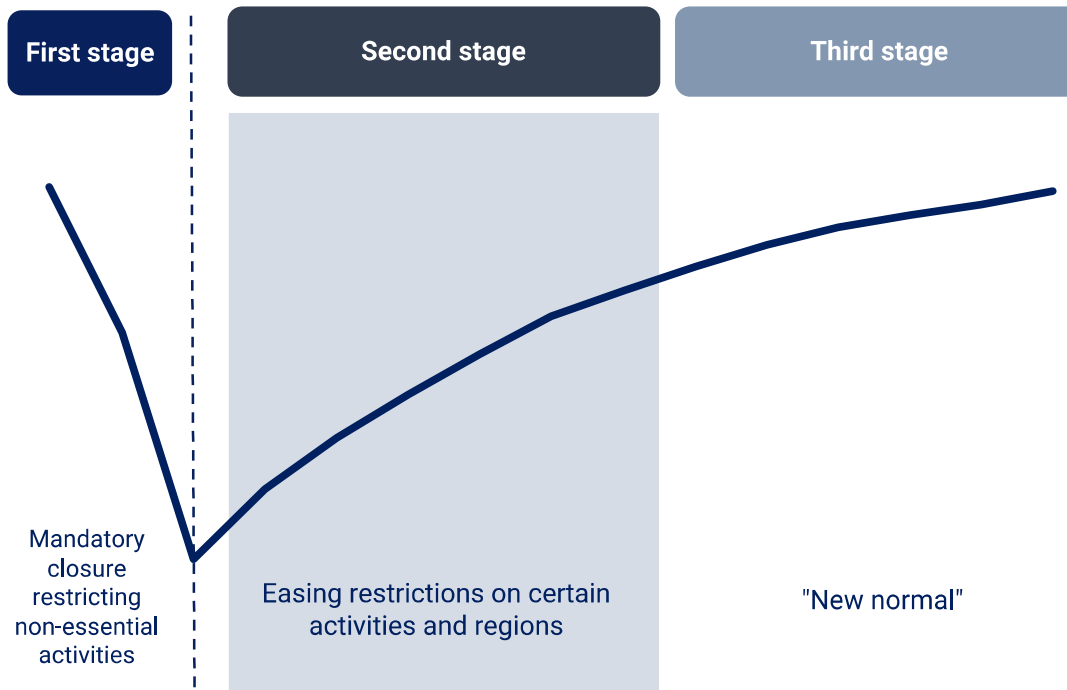 First stage
Second stage
Third stage
Mandatory
closure
restricting
non-essential
activities
Easing restrictions on certain
activities and regions
"New normal"